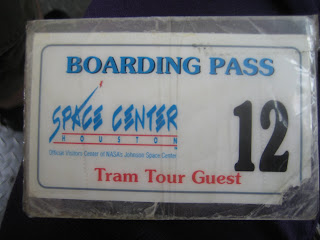 BOARDING PASS
SPACE CENTER
HOUSTON
Official Visitors Center of NASA's Johnson Space Center
12
Tram Tour Guest